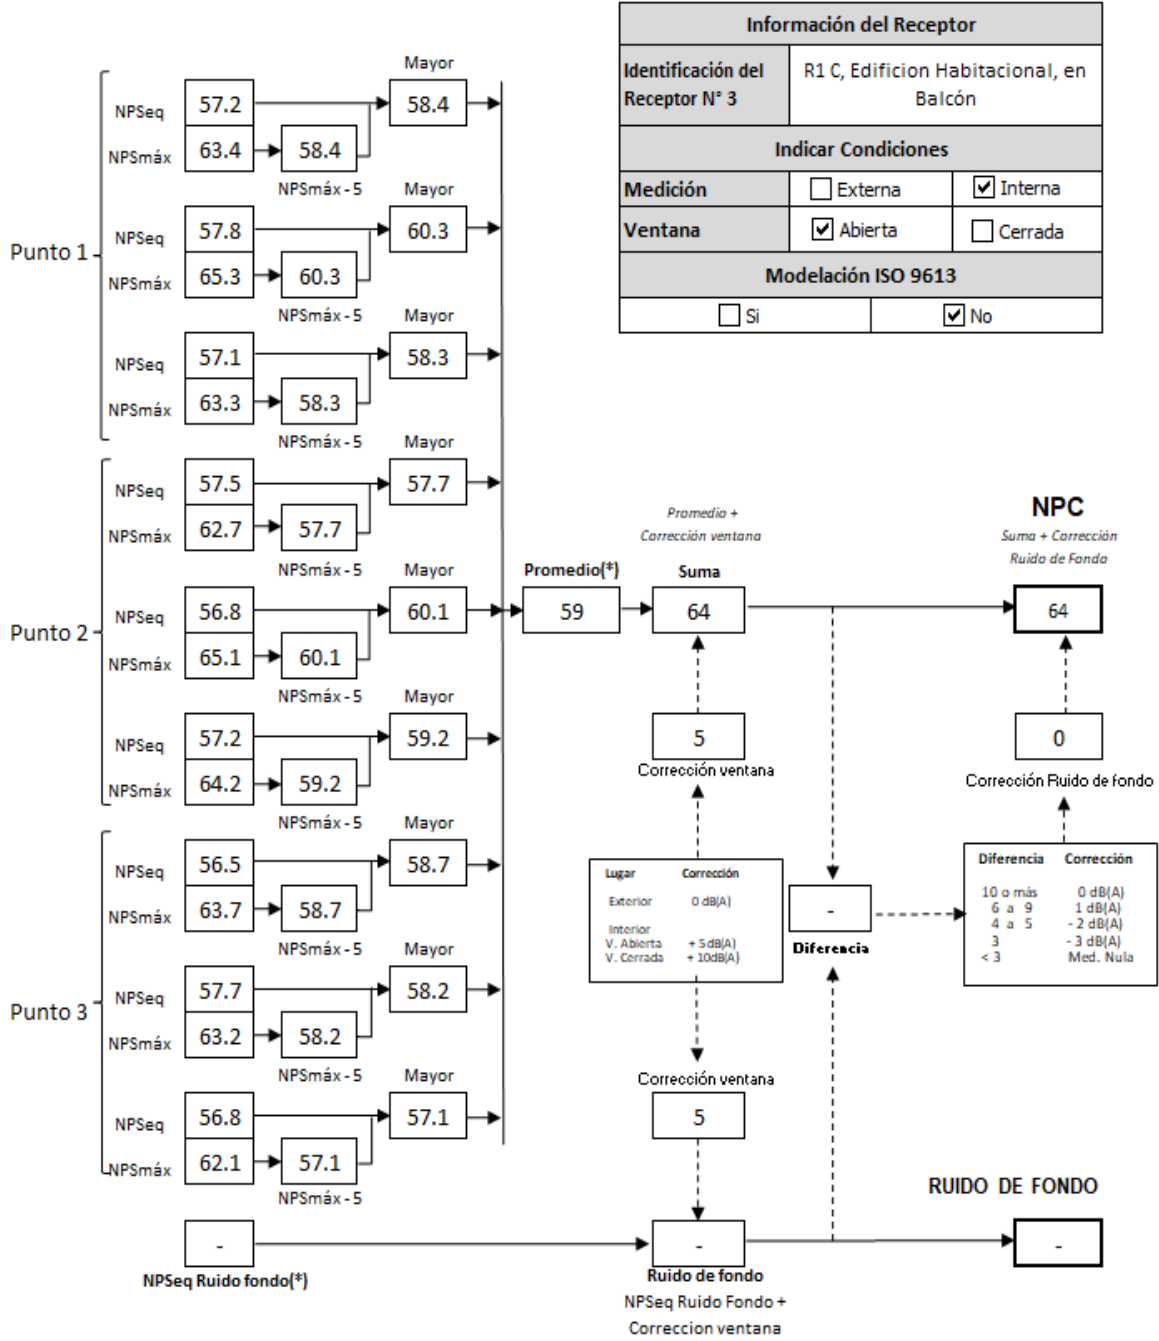 Información del Receptor
Identificación del Receptor N° 3
R1 C, Edificion Habitacional, en Balcón
Indicar Condiciones
Medición
Externa
Interna
Ventana
Abierta
Cerrada
Modelación ISO 9613
Si
No
Punto 1
Mayor
NPSeq
57.2
58.4
NPSmáx
63.4
58.4
NPSmáx - 5
Mayor
NPSeq
57.8
60.3
NPSmáx
65.3
60.3
NPSmáx - 5
Mayor
NPSeq
57.1
58.3
NPSmáx
63.3
58.3
NPSmáx - 5
Punto 2
Mayor
NPSeq
57.5
57.7
NPSmáx
62.7
57.7
NPSmáx - 5
Mayor
NPSeq
56.8
60.1
NPSmáx
65.1
60.1
NPSmáx - 5
Mayor
NPSeq
57.2
59.2
NPSmáx
64.2
59.2
NPSmáx - 5
Punto 3
Mayor
NPSeq
56.5
58.7
NPSmáx
63.7
58.7
NPSmáx - 5
Mayor
NPSeq
57.7
58.2
NPSmáx
63.2
58.2
NPSmáx - 5
Mayor
NPSeq
56.8
57.1
NPSmáx
62.1
57.1
NPSmáx - 5
Promedio(*)
59
Promedio +
Corrección ventana
Suma
64
NPC
Suma + Corrección
Ruido de Fondo
64
5
Corrección ventana
0
Corrección Ruido de fondo
Lugar Corrección
Exterior 0 dB(A)
Interior
V. Abierta + 5dB(A)
V. Cerrada + 10dB(A)
-
Diferencia
Diferencia Corrección
10 o más 0 dB(A)
6 a 9 1 dB(A)
4 a 5 - 2 dB(A)
3 - 3 dB(A)
< 3 Med. Nula
Corrección ventana
5
RUIDO DE FONDO
-
NPSeq Ruido fondo(*)
-
Ruido de fondo
NPSeq Ruido Fondo +
Correccion ventana
-